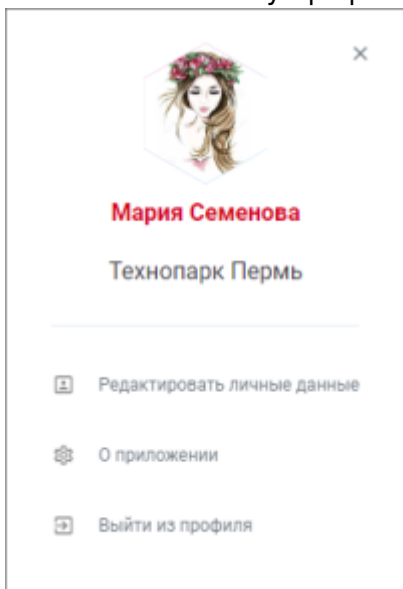 Мария Семенова
Технопарк Пермь
Редактировать личные данные
О приложении
Выйти из профиля